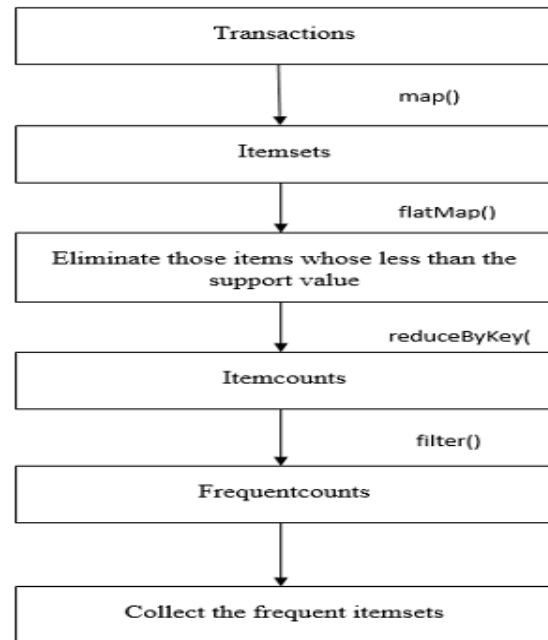 Transactions
map()
Itemsets
flatMap()
Eliminate those items whose less than the
support value
reduceByKey(
Itemcounts
filter()
Frequentcounts
Collect the frequent itemsets